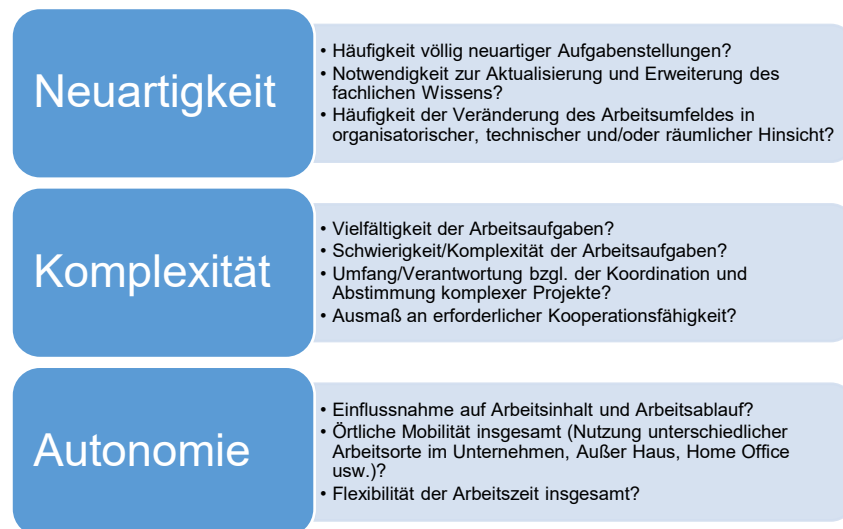 Neuartigkeit
• Häufigkeit völlig neuartiger Aufgabenstellungen?
• Notwendigkeit zur Aktualisierung und Erweiterung des
fachlichen Wissens?
• Häufigkeit der Veränderung des Arbeitsumfeldes in
organisatorischer, technischer und/oder räumlicher Hinsicht?
Komplexität
• Vielfältigkeit der Arbeitsaufgaben?
• Schwierigkeit/Komplexität der Arbeitsaufgaben?
• Umfang/Verantwortung bzgl. der Koordination und
Abstimmung komplexer Projekte?
• Ausmaß an erforderlicher Kooperationsfähigkeit?
Autonomie
• Einflussnahme auf Arbeitsinhalt und Arbeitsablauf?
• Örtliche Mobilität insgesamt (Nutzung unterschiedlicher
Arbeitsorte im Unternehmen, Außer Haus, Home Office
usw.)?
• Flexibilität der Arbeitszeit insgesamt?